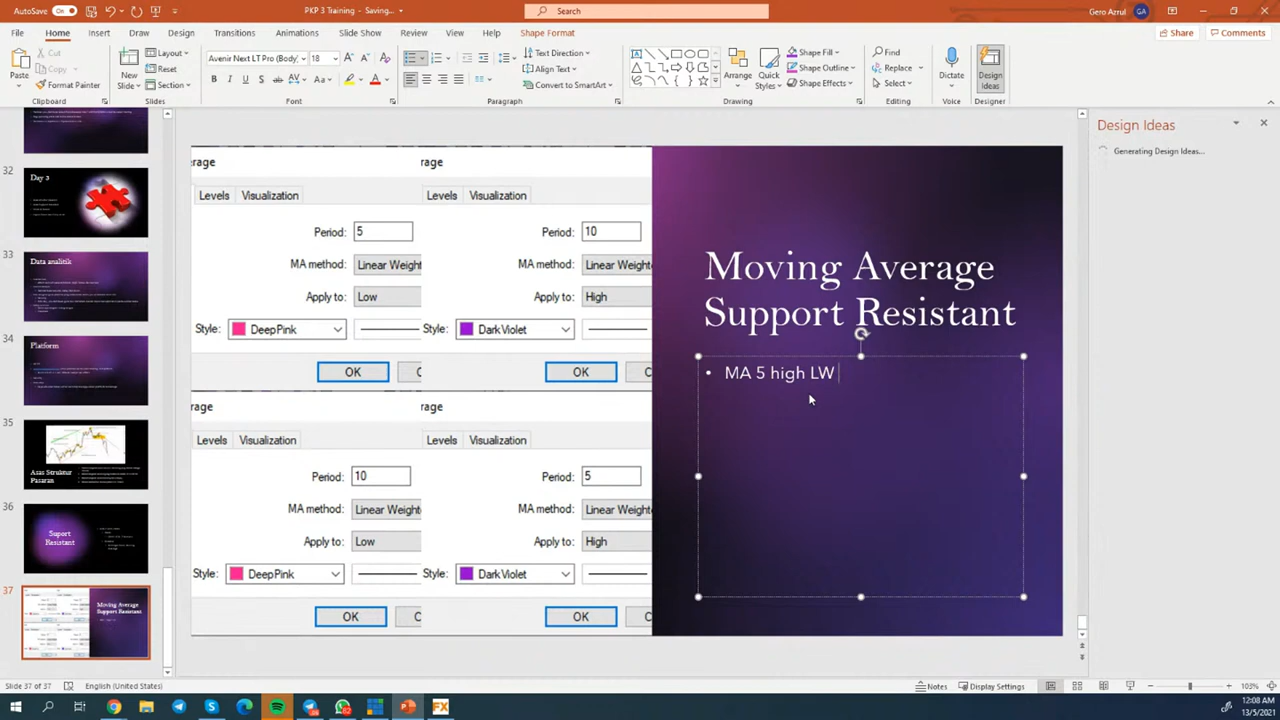 AutoSave On PKP 3 Training - Saving... Search Gero Azrul GA
File Home Insert Draw Design Transitions Animations Slide Show Review View Help Shape Format Share Comments
Paste Cut Copy Format Painter Clipboard
New Slide Layout Reset Section Slides
Avenir Next LT Pro (Body) 18 Font
Text Direction Align Text Convert to SmartArt Paragraph
Arrange Quick Styles Shape Fill Shape Outline Shape Effects Drawing
Find Replace Select Editing
Dictate Voice
Design Ideas Designer
Design Ideas
Generating Design Ideas...
32
Day 3
33
Data analitik
34
Platform
35
Asas Struktur
Pasaran
36
Suport
Resistant
37
Moving Average
Support Resistant
rage
Levels Visualization
Period: 5
MA method: Linear Weight
Apply to: Low
Style: DeepPink
OK C
rage
Levels Visualization
Period: 10
MA method: Linear Weight
Apply to: High
Style: DarkViolet
OK C
rage
Levels Visualization
Period: 10
MA method: Linear Weight
Apply to: Low
Style: DeepPink
OK C
rage
Levels Visualization
Period: 5
MA method: Linear Weight
Apply to: High
Style: DarkViolet
OK C
Moving Average
Support Resistant
• MA 5 high LW
Slide 37 of 37 English (United States) Notes Display Settings 103%
FX
12:08 AM
13/5/2021